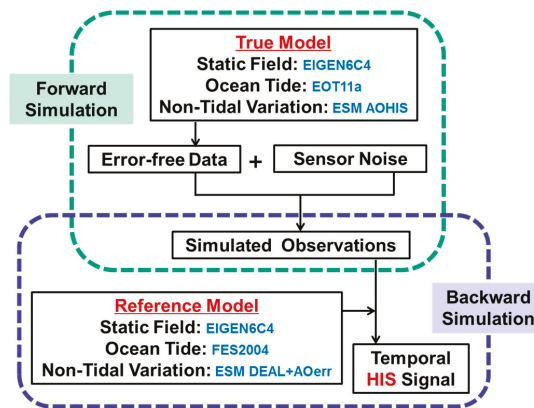 True Model
Static Field: EIGEN6C4
Ocean Tide: EOT11a
Non-Tidal Variation: ESM AOHIS
Forward
Simulation
Error-free Data + Sensor Noise
Simulated Observations
Reference Model
Static Field: EIGEN6C4
Ocean Tide: FES2004
Non-Tidal Variation: ESM DEAL+AOerr
Backward
Simulation
Temporal
HIS Signal